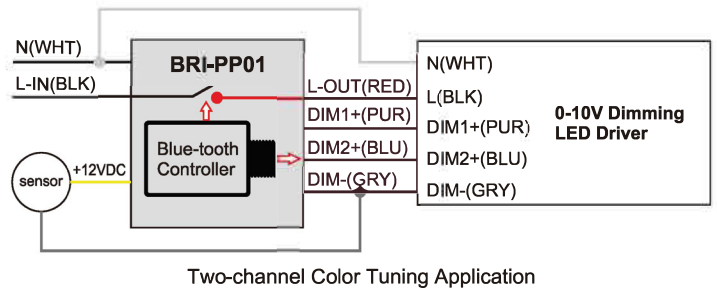 N(WHT)
L-IN(BLK)
BRI-PP01
Blue-tooth
Controller
sensor
+12VDC
L-OUT(RED)
DIM1+(PUR)
DIM2+(BLU)
DIM-(GRY)
N(WHT)
L(BLK)
DIM1+(PUR)
DIM2+(BLU)
DIM-(GRY)
0-10V Dimming
LED Driver
Two-channel Color Tuning Application